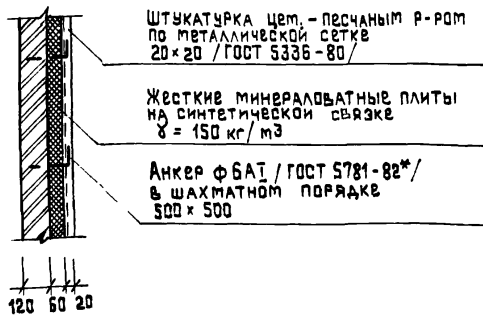 ШТУКАТУРКА ЦЕМ. - ПЕСЧАНЫМ Р-РОМ
ПО МЕТАЛЛИЧЕСКОЙ СЕТКЕ
20 × 20 / ГОСТ 5336 - 80 /
ЖЕСТКИЕ МИНЕРАЛОВАТНЫЕ ПЛИТЫ
НА СИНТЕТИЧЕСКОЙ СВЯЗКЕ
γ = 150 кг / м3
АНКЕР ф 6АI / ГОСТ 5781 - 82* /
В ШАХМАТНОМ ПОРЯДКЕ
500 × 500
120 60 20